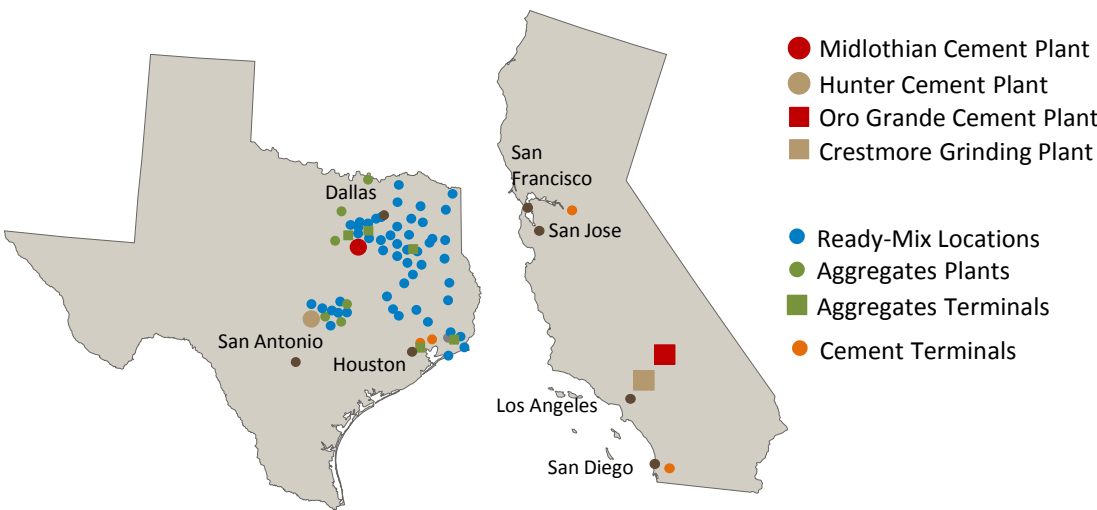 Dallas
San Antonio
Houston
San
Francisco
San Jose
Los Angeles
San Diego
Midlothian Cement Plant
Hunter Cement Plant
Oro Grande Cement Plant
Crestmore Grinding Plant
Ready-Mix Locations
Aggregates Plants
Aggregates Terminals
Cement Terminals